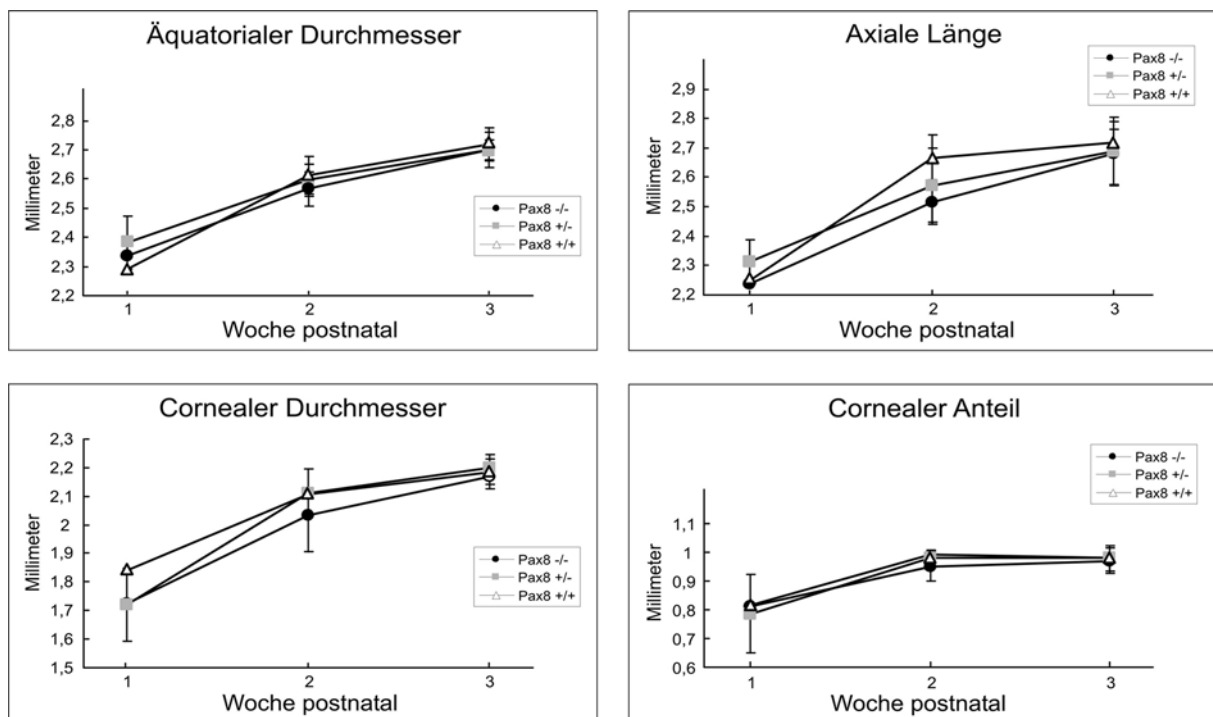 Äquatorialer Durchmesser
Millimeter
2,8
2,7
2,6
2,5
2,4
2,3
2,2
Pax8 -/-
Pax8 +/-
Pax8 +/+
1 2 3
Woche postnatal
Axiale Länge
Millimeter
2,9
2,8
2,7
2,6
2,5
2,4
2,3
2,2
Pax8 -/-
Pax8 +/-
Pax8 +/+
1 2 3
Woche postnatal
Cornealer Durchmesser
Millimeter
2,3
2,2
2,1
2
1,9
1,8
1,7
1,6
1,5
Pax8 -/-
Pax8 +/-
Pax8 +/+
1 2 3
Woche postnatal
Cornealer Anteil
Millimeter
1,1
1
0,9
0,8
0,7
0,6
Pax8 -/-
Pax8 +/-
Pax8 +/+
1 2 3
Woche postnatal